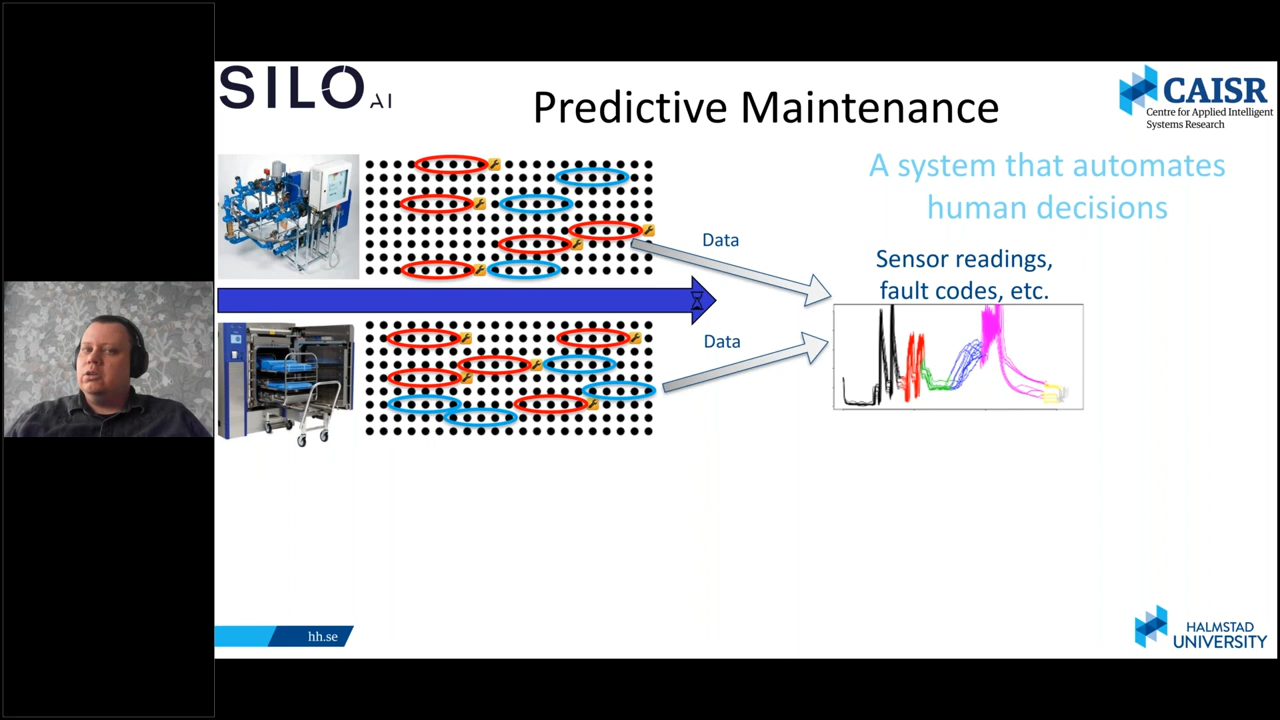 SILO AI
Predictive Maintenance
CAISR
Centre for Applied Intelligent
Systems Research
A system that automates
human decisions
Data
Sensor readings,
fault codes, etc.
Data
hh.se
HALMSTAD
UNIVERSITY